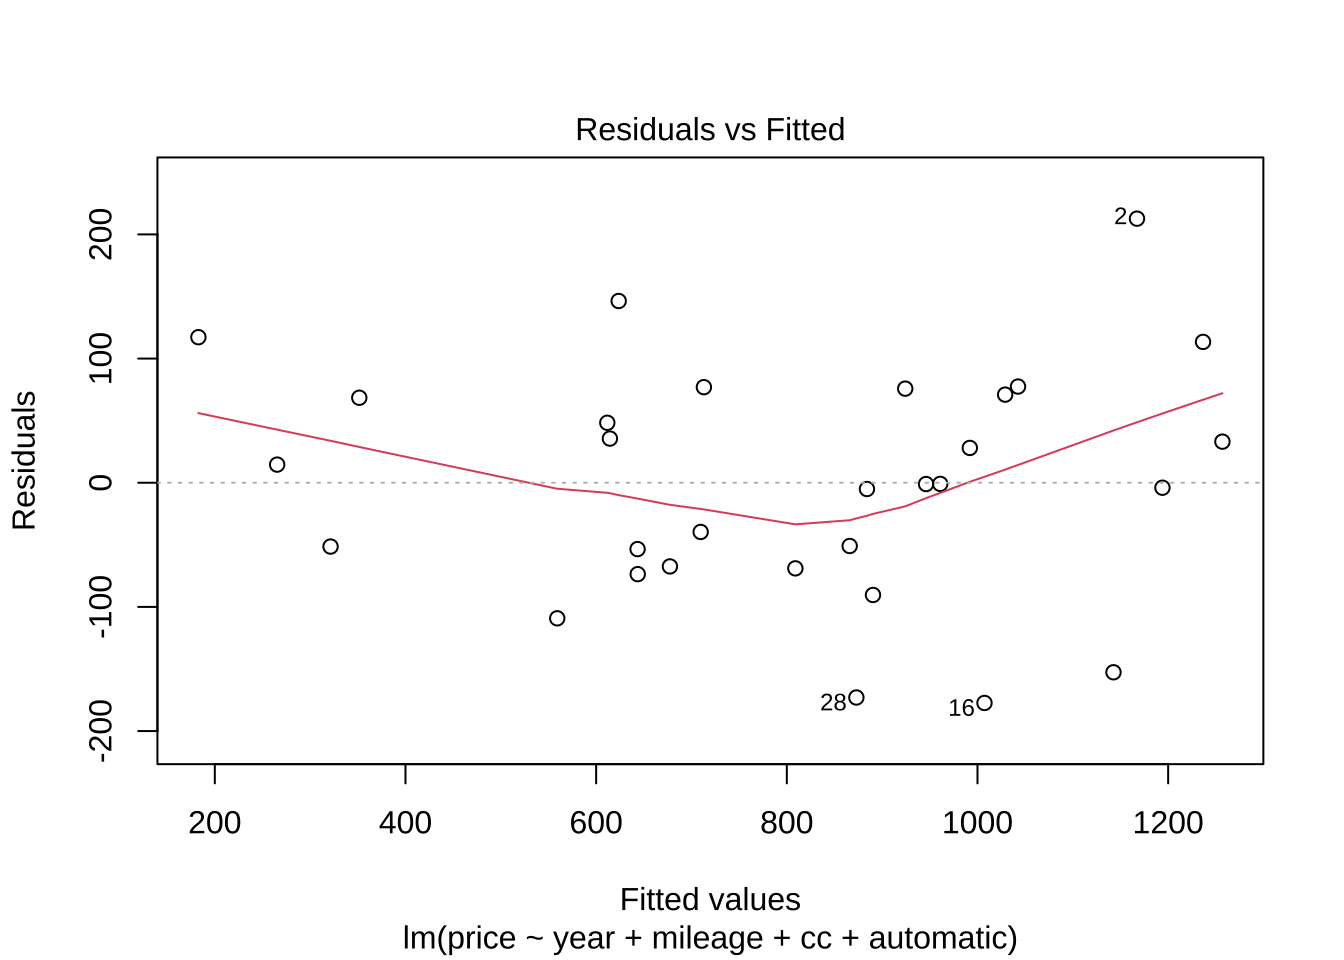 Residuals vs Fitted
Residuals
200
100
0
-100
-200
2
28
16
200 400 600 800 1000 1200
Fitted values
lm(price ~ year + mileage + cc + automatic)